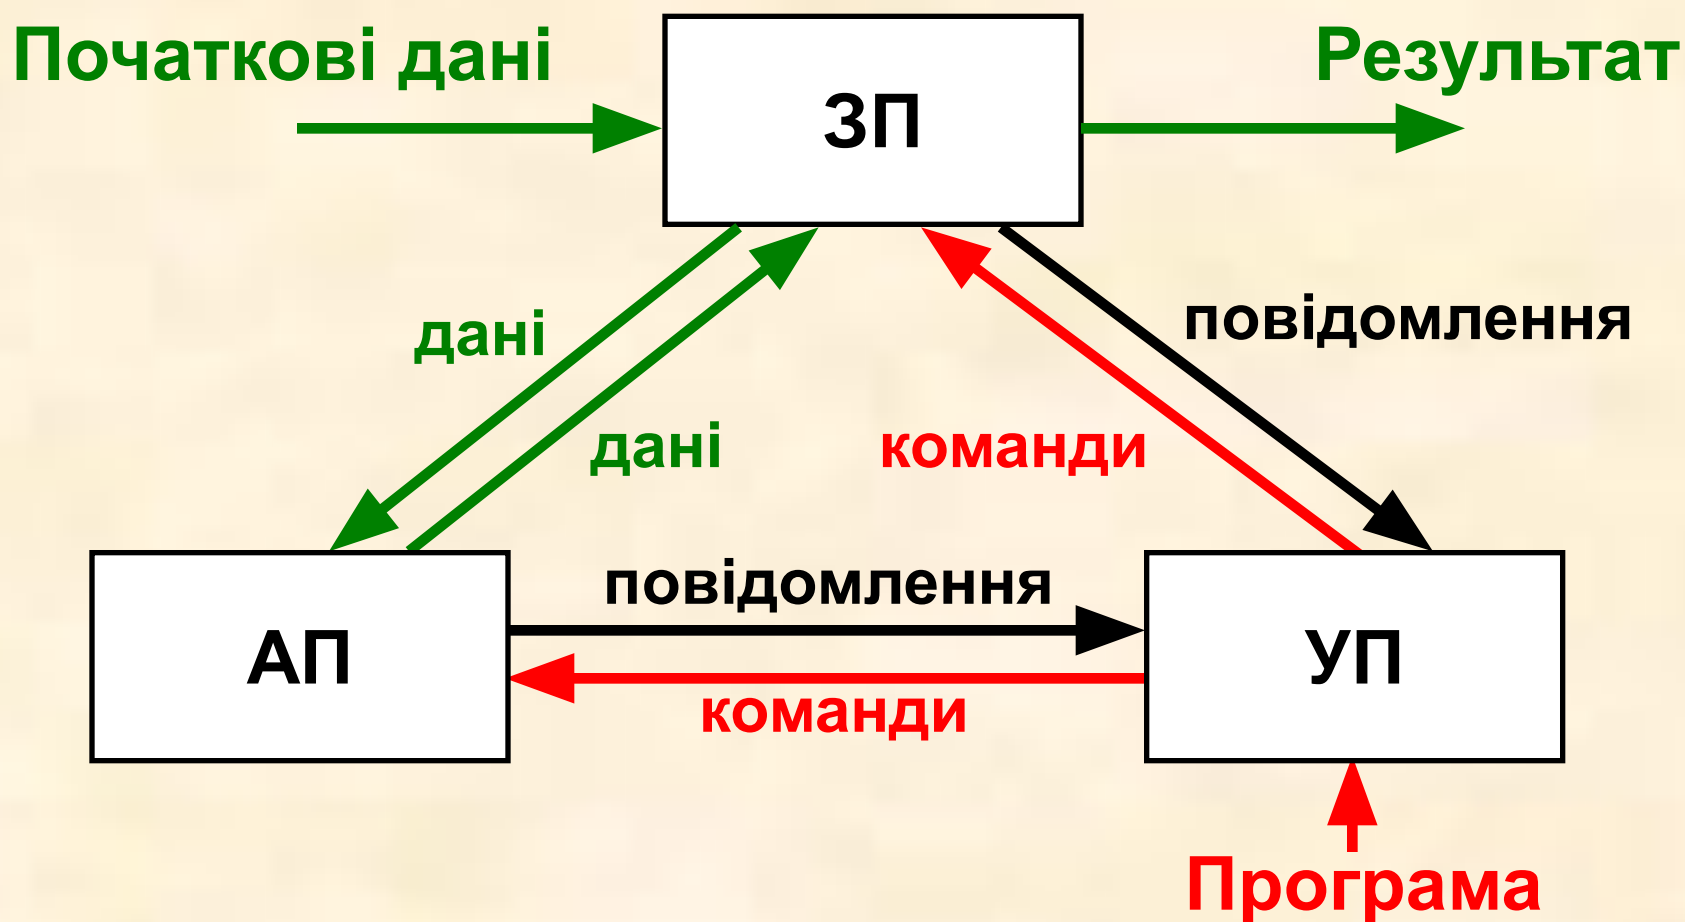 Початкові дані
Результат
ЗП
дані
повідомлення
дані
команди
повідомлення
АП
УП
команди
Програма